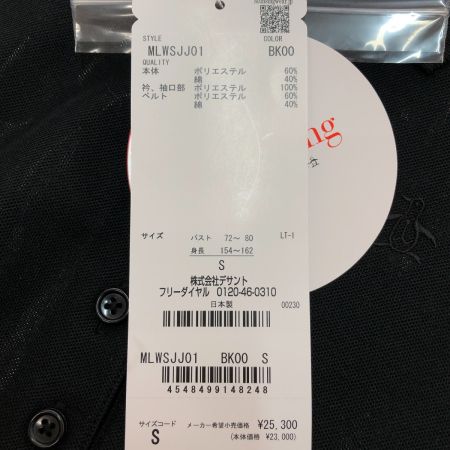 STYLE COLOR
MLWSJJ01 BK00
QUALITY
本体 ポリエステル 60%
綿 40%
衿、袖口部 ポリエステル 100%
ベルト ポリエステル 60%
綿 40%
サイズ バスト 72～ 80 LT-1
身長 154～162
S
株式会社デサント
フリーダイヤル 0120-46-0310
日本製 00230
MLWSJJ01 BK00 S
4548499148248
サイズコード メーカー希望小売価格 ¥25,300
S (本体価格 ¥23,000)